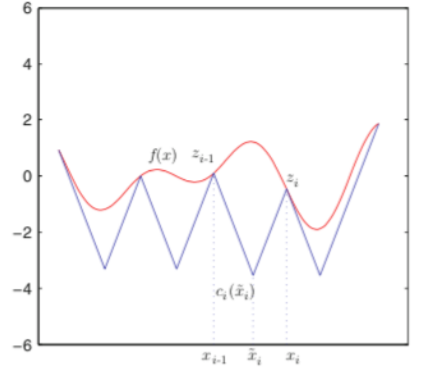 6
4
2
f(x) z_{i-1}
0
z_i
-2
-4
c_i(x̃_i)
-6
x_{i-1} x̃_i x_i